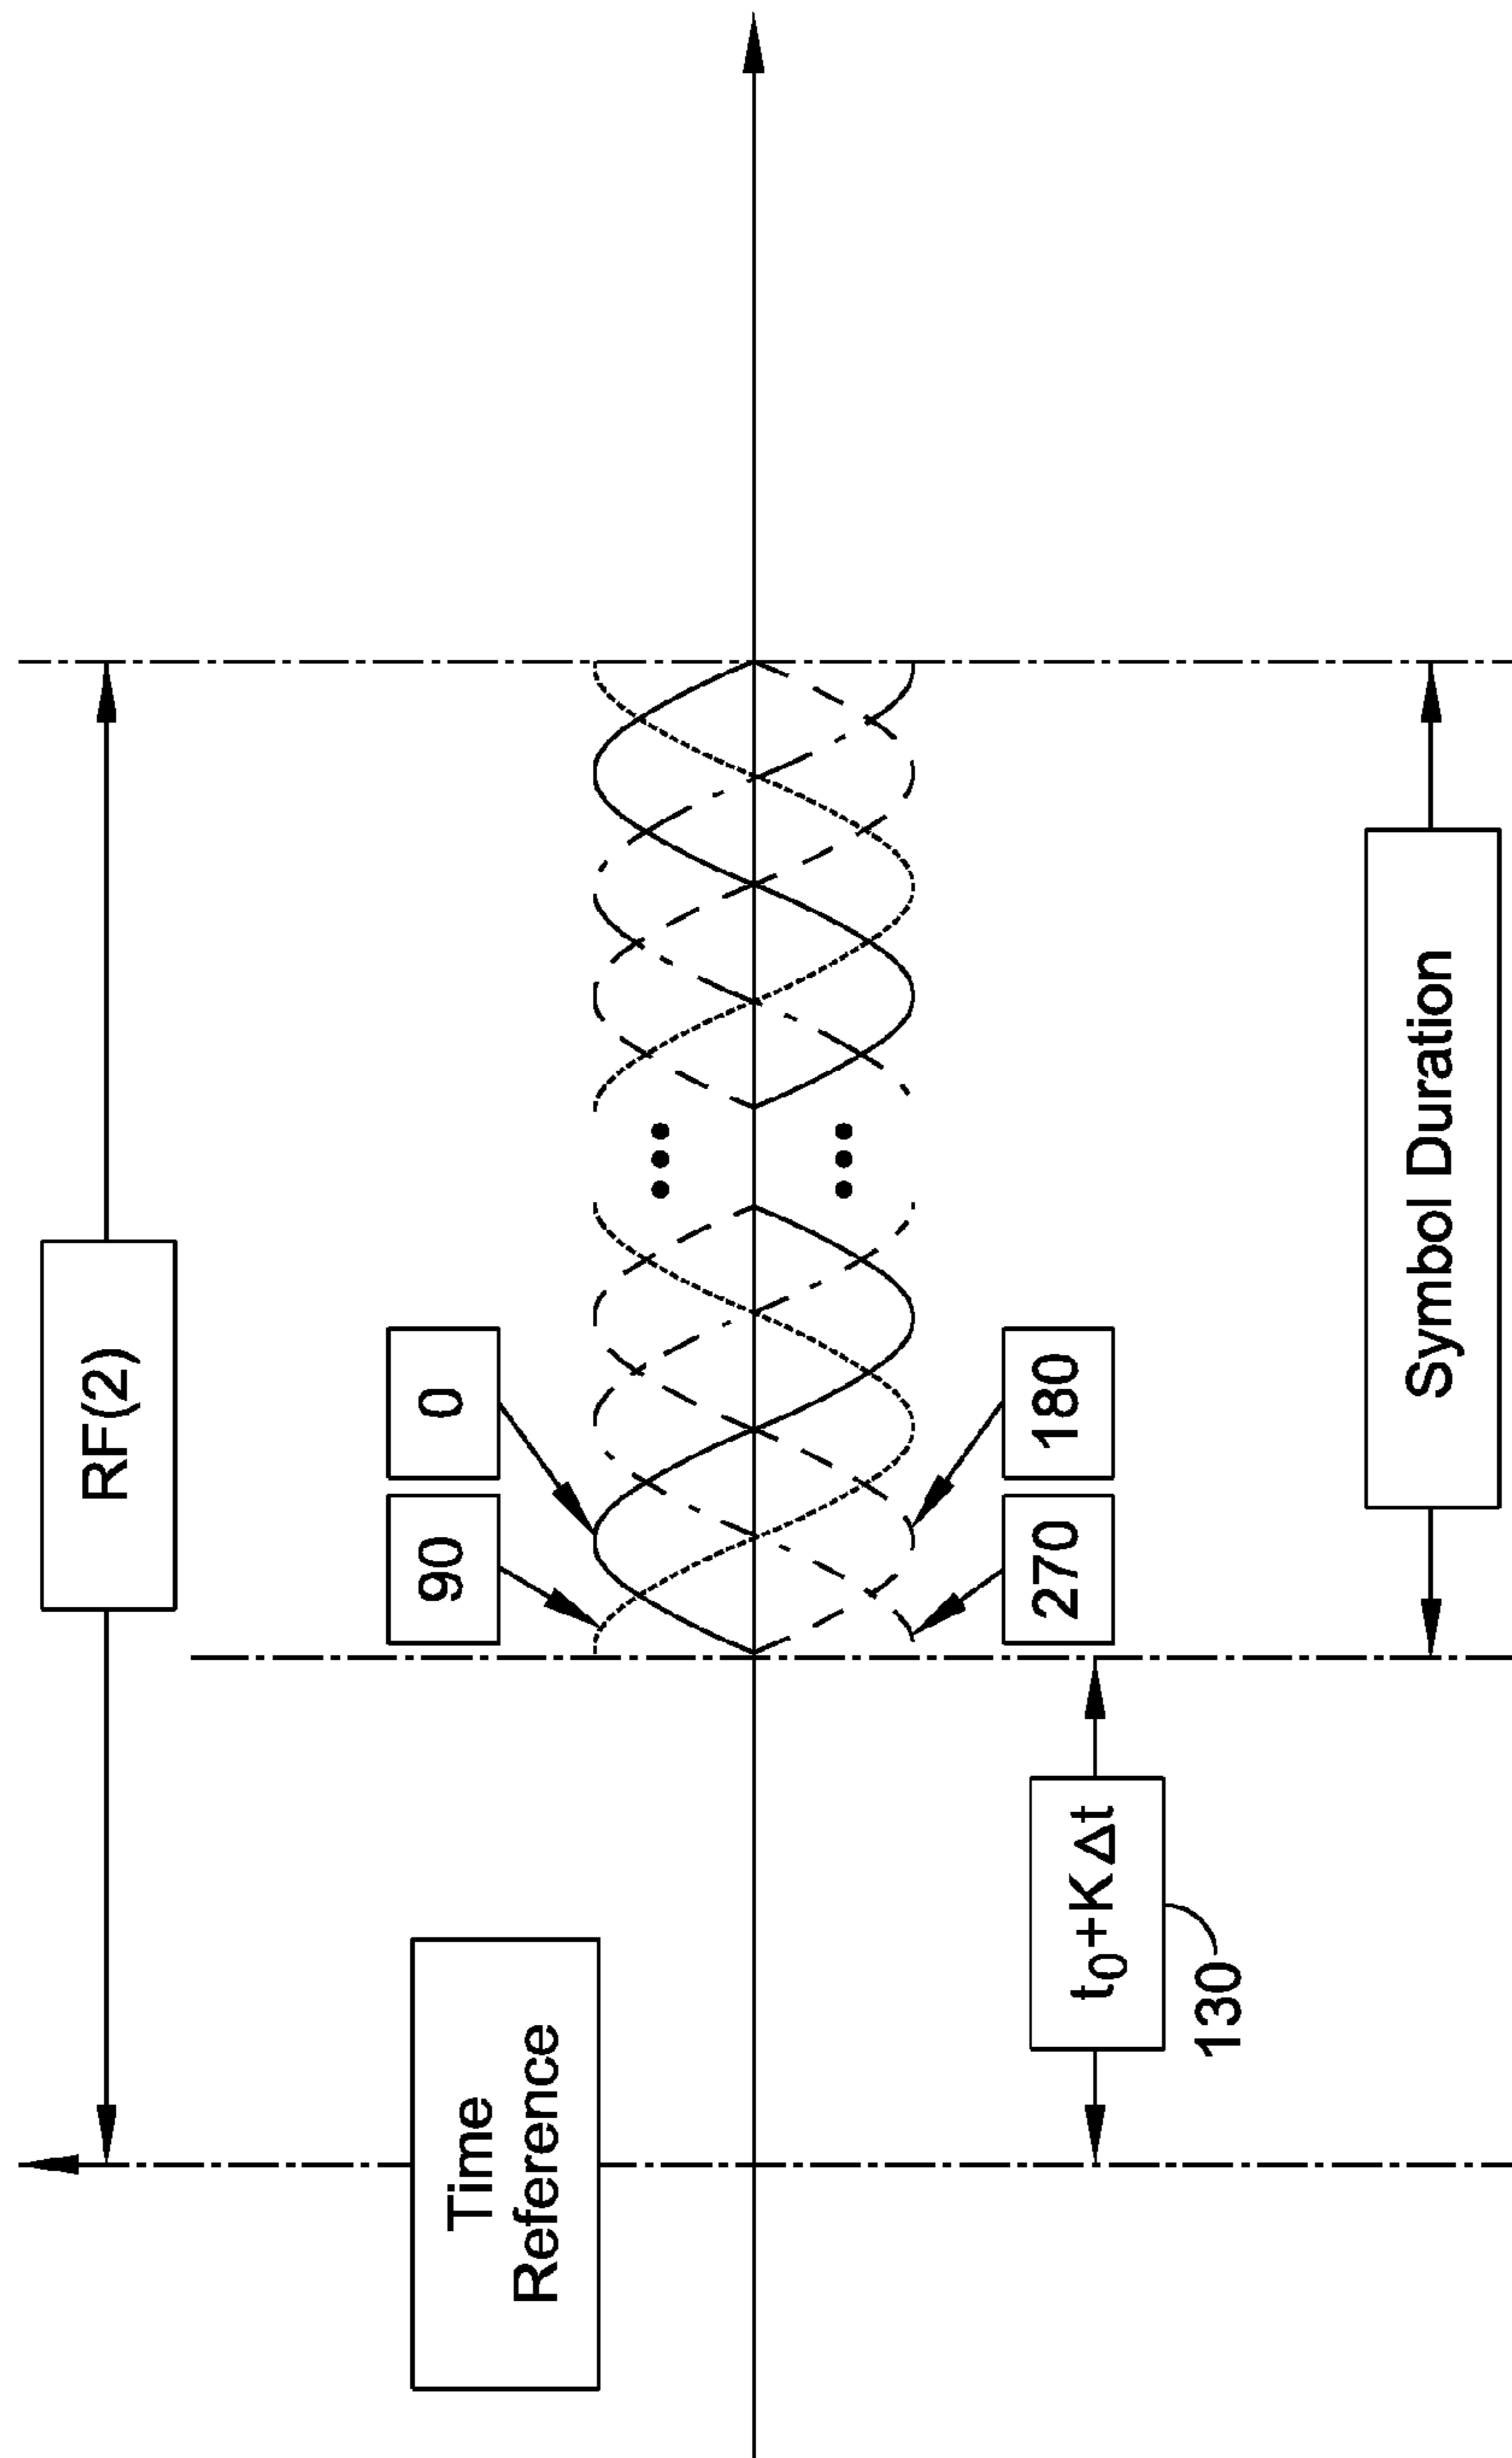 RF(2)
Time
Reference
90
0
270
180
t₀+KΔt
130
Symbol Duration